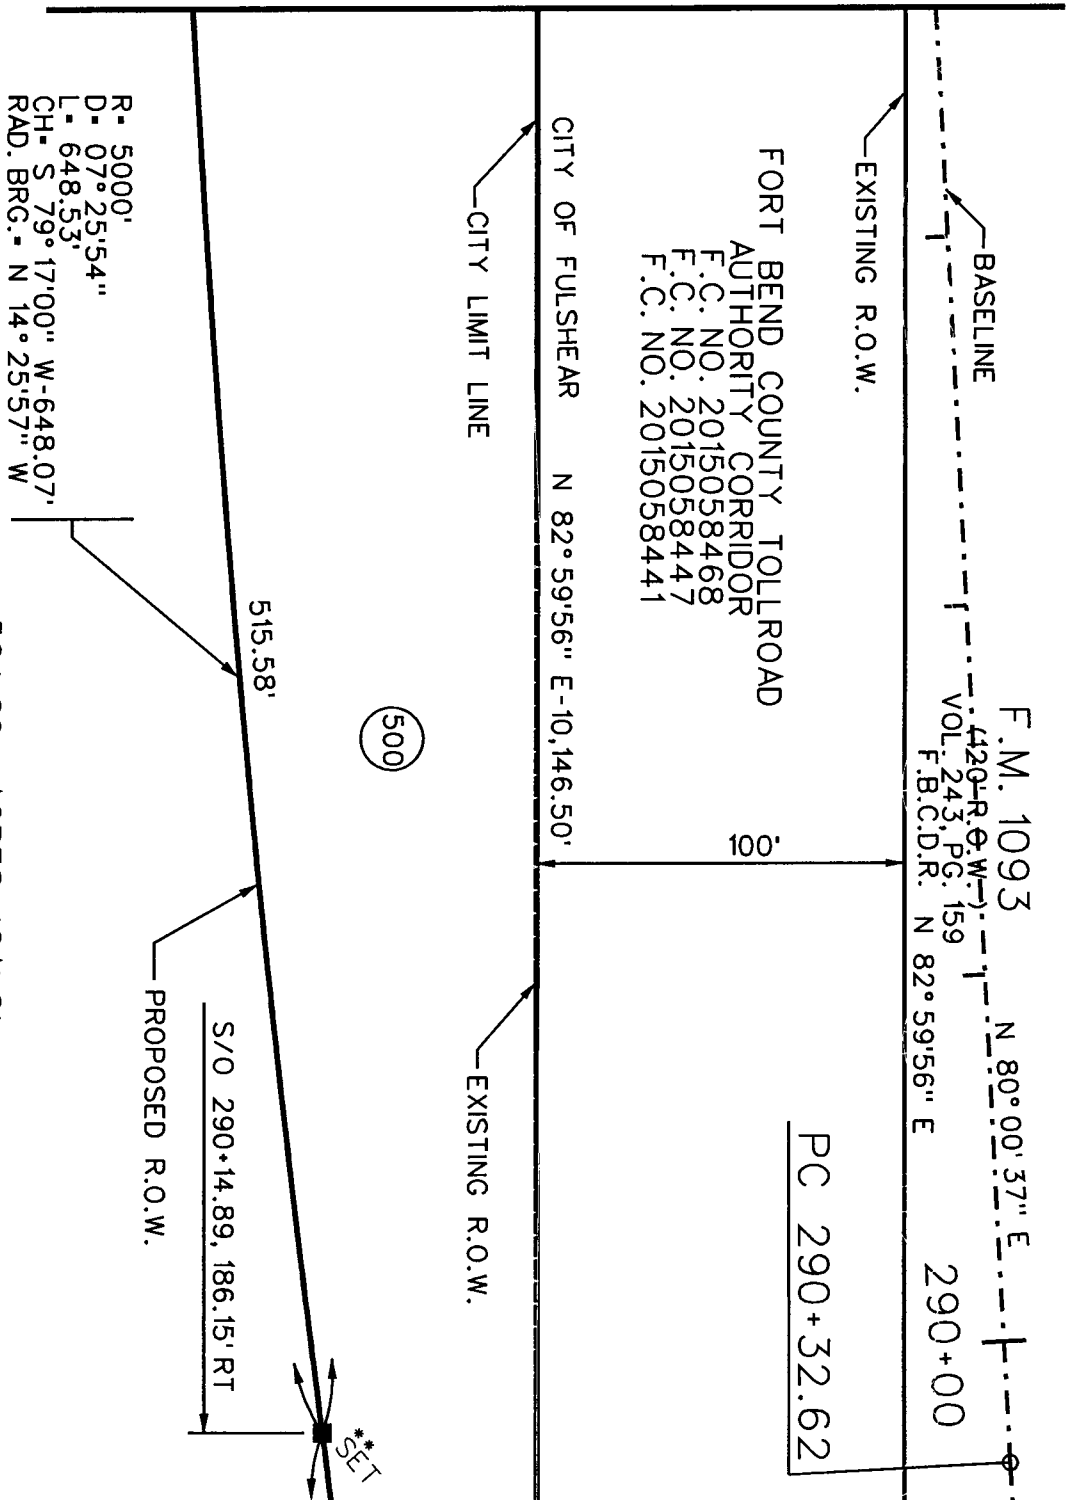 BASELINE
EXISTING R.O.W.
F.M. 1093
(120' R.O.W.)
VOL. 243, PG. 159
F.B.C.D.R.
N 80°00'37" E
N 82°59'56" E
290+00
PC 290+32.62
FORT BEND COUNTY TOLLROAD
AUTHORITY CORRIDOR
F.C. NO. 2015058468
F.C. NO. 2015058447
F.C. NO. 2015058441
100'
CITY OF FULSHEAR N 82°59'56" E-10,146.50'
CITY LIMIT LINE
EXISTING R.O.W.
500
515.58'
** SET
S/O 290+14.89, 186.15' RT
PROPOSED R.O.W.
R= 5000'
D= 07°25'54"
L= 648.53'
CH= S 79°17'00" W-648.07'
RAD. BRG.= N 14°25'57" W